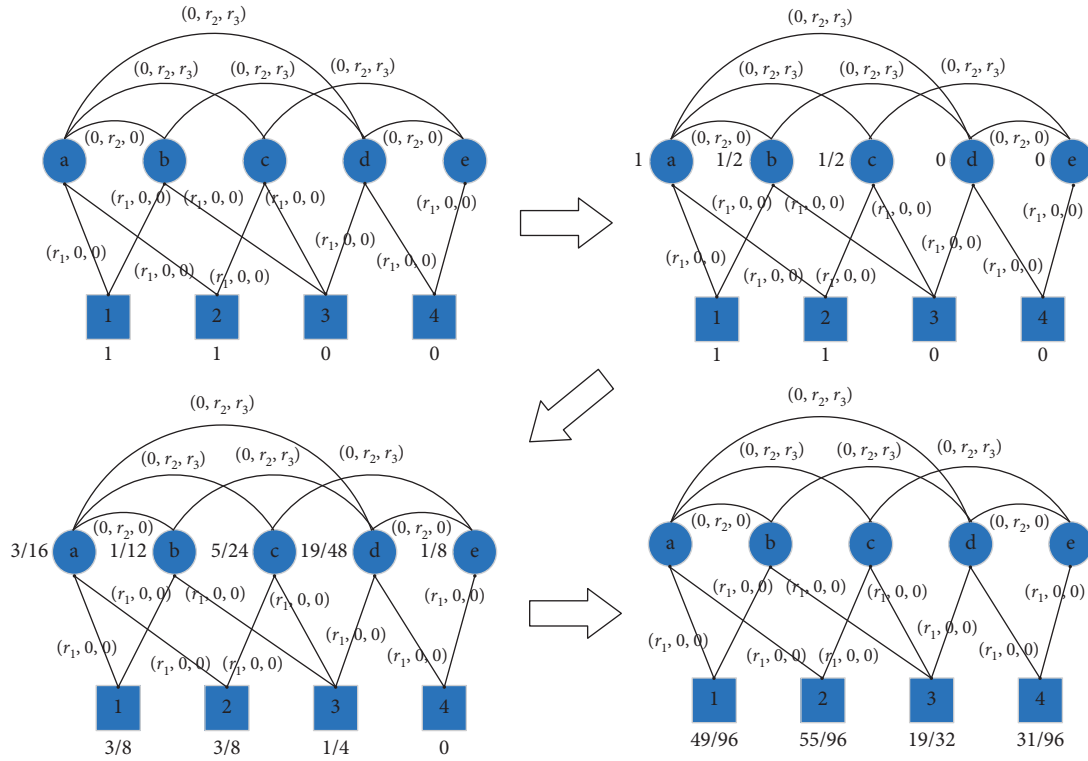 (0, r₂, r₃)
(0, r₂, r₃) (0, r₂, r₃) (0, r₂, r₃)
(0, r₂, 0) (0, r₂, 0)
a b c d e
(r₁, 0, 0) (r₁, 0, 0) (r₁, 0, 0) (r₁, 0, 0)
(r₁, 0, 0) (r₁, 0, 0)
(r₁, 0, 0) (r₁, 0, 0) (r₁, 0, 0)
1 2 3 4
1 1 0 0
(0, r₂, r₃)
(0, r₂, r₃) (0, r₂, r₃) (0, r₂, r₃)
(0, r₂, 0) (0, r₂, 0)
1 a 1/2 b 1/2 c 0 d 0 e
(r₁, 0, 0) (r₁, 0, 0) (r₁, 0, 0) (r₁, 0, 0)
(r₁, 0, 0) (r₁, 0, 0)
(r₁, 0, 0) (r₁, 0, 0) (r₁, 0, 0)
1 2 3 4
1 1 0 0
(0, r₂, r₃)
(0, r₂, r₃) (0, r₂, r₃) (0, r₂, r₃)
(0, r₂, 0) (0, r₂, 0)
3/16 a 1/12 b 5/24 c 19/48 d 1/8 e
(r₁, 0, 0) (r₁, 0, 0) (r₁, 0, 0) (r₁, 0, 0)
(r₁, 0, 0) (r₁, 0, 0)
(r₁, 0, 0) (r₁, 0, 0) (r₁, 0, 0)
1 2 3 4
3/8 3/8 1/4 0
(0, r₂, r₃)
(0, r₂, r₃) (0, r₂, r₃) (0, r₂, r₃)
(0, r₂, 0) (0, r₂, 0)
a b c d e
(r₁, 0, 0) (r₁, 0, 0) (r₁, 0, 0) (r₁, 0, 0)
(r₁, 0, 0) (r₁, 0, 0)
(r₁, 0, 0) (r₁, 0, 0) (r₁, 0, 0)
1 2 3 4
49/96 55/96 19/32 31/96